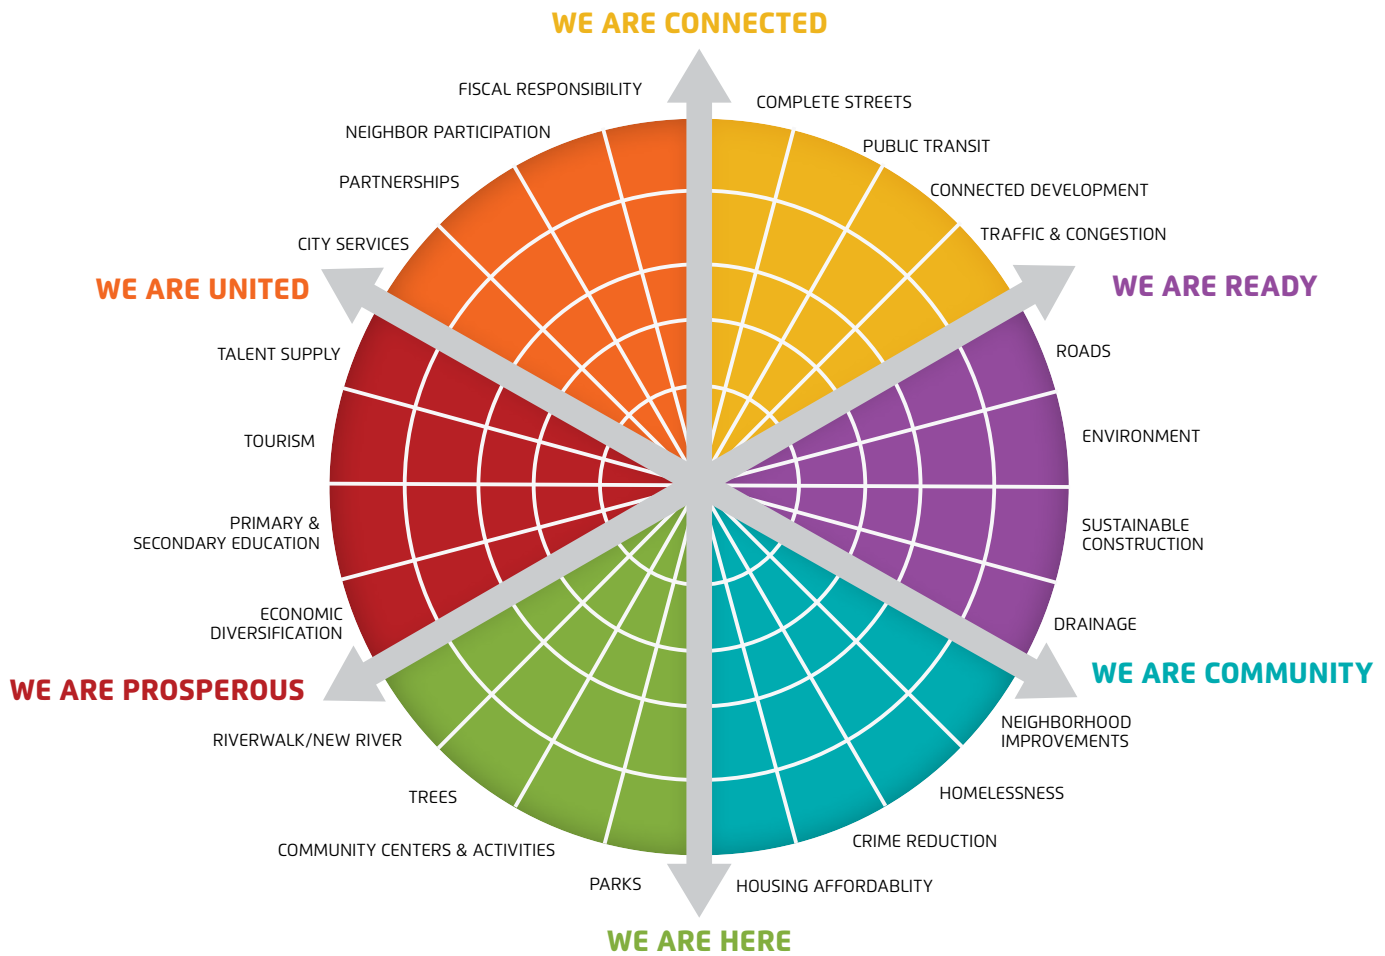 WE ARE CONNECTED
COMPLETE STREETS
PUBLIC TRANSIT
CONNECTED DEVELOPMENT
TRAFFIC & CONGESTION
WE ARE READY
ROADS
ENVIRONMENT
SUSTAINABLE
CONSTRUCTION
DRAINAGE
WE ARE COMMUNITY
NEIGHBORHOOD
IMPROVEMENTS
HOMELESSNESS
CRIME REDUCTION
HOUSING AFFORDABLITY
WE ARE HERE
PARKS
COMMUNITY CENTERS & ACTIVITIES
TREES
RIVERWALK/NEW RIVER
WE ARE PROSPEROUS
ECONOMIC
DIVERSIFICATION
PRIMARY &
SECONDARY EDUCATION
TOURISM
TALENT SUPPLY
WE ARE UNITED
CITY SERVICES
PARTNERSHIPS
NEIGHBOR PARTICIPATION
FISCAL RESPONSIBILITY